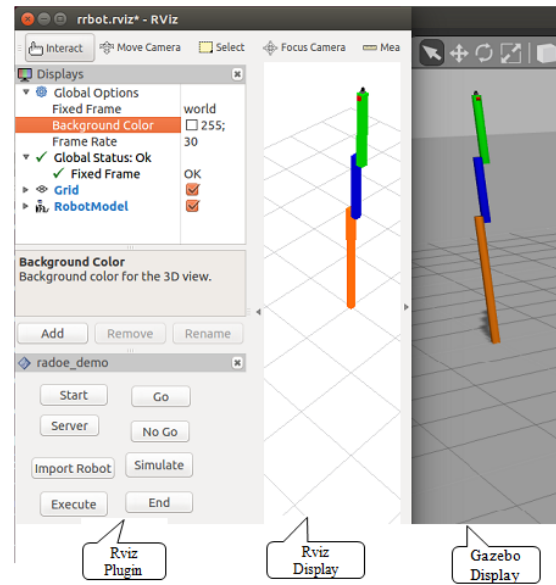 rrbot.rviz* - RViz
Interact Move Camera Select Focus Camera Mea
Displays
Global Options
Fixed Frame world
Background Color 255;
Frame Rate 30
Global Status: Ok
Fixed Frame OK
Grid
RobotModel
Background Color
Background color for the 3D view.
Add Remove Rename
radoe_demo
Start Go
Server No Go
Import Robot Simulate
Execute End
Rviz
Plugin
Rviz
Display
Gazebo
Display